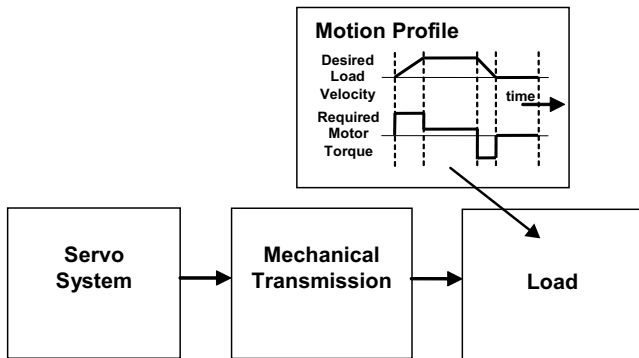 Motion Profile
Desired
Load
Velocity
time
Required
Motor
Torque
Servo
System
Mechanical
Transmission
Load